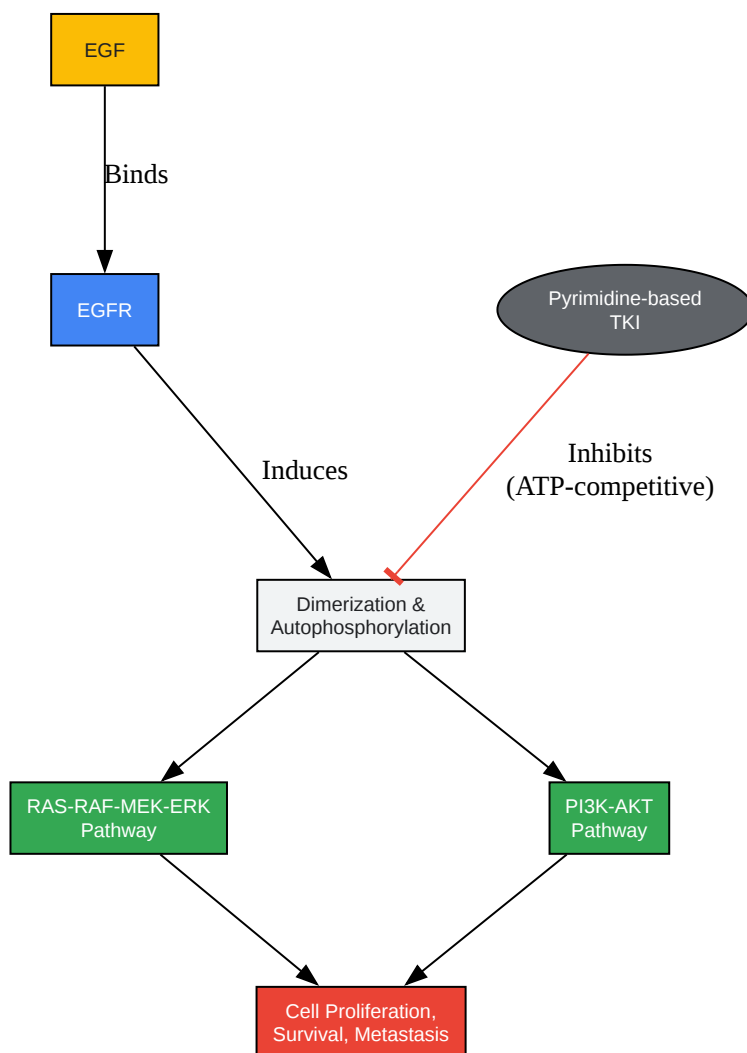 EGF
Binds
EGFR
Pyrimidine-based
TKI
Induces
Inhibits
(ATP-competitive)
Dimerization &
Autophosphorylation
RAS-RAF-MEK-ERK
Pathway
PI3K-AKT
Pathway
Cell Proliferation,
Survival, Metastasis